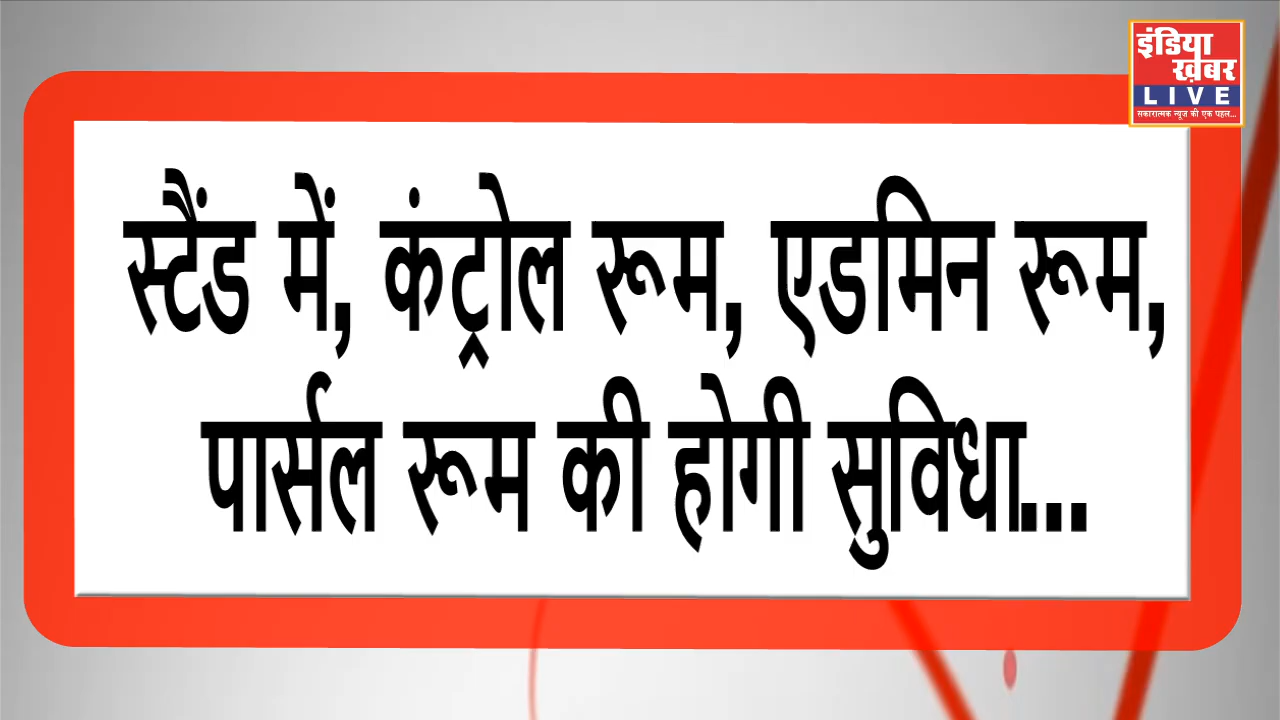 इंडिया
ख़बर
LIVE
सकारात्मक न्यूज की एक पहल...
स्टैंड में, कंट्रोल रूम, एडमिन रूम,
पार्सल रूम की होगी सुविधा...